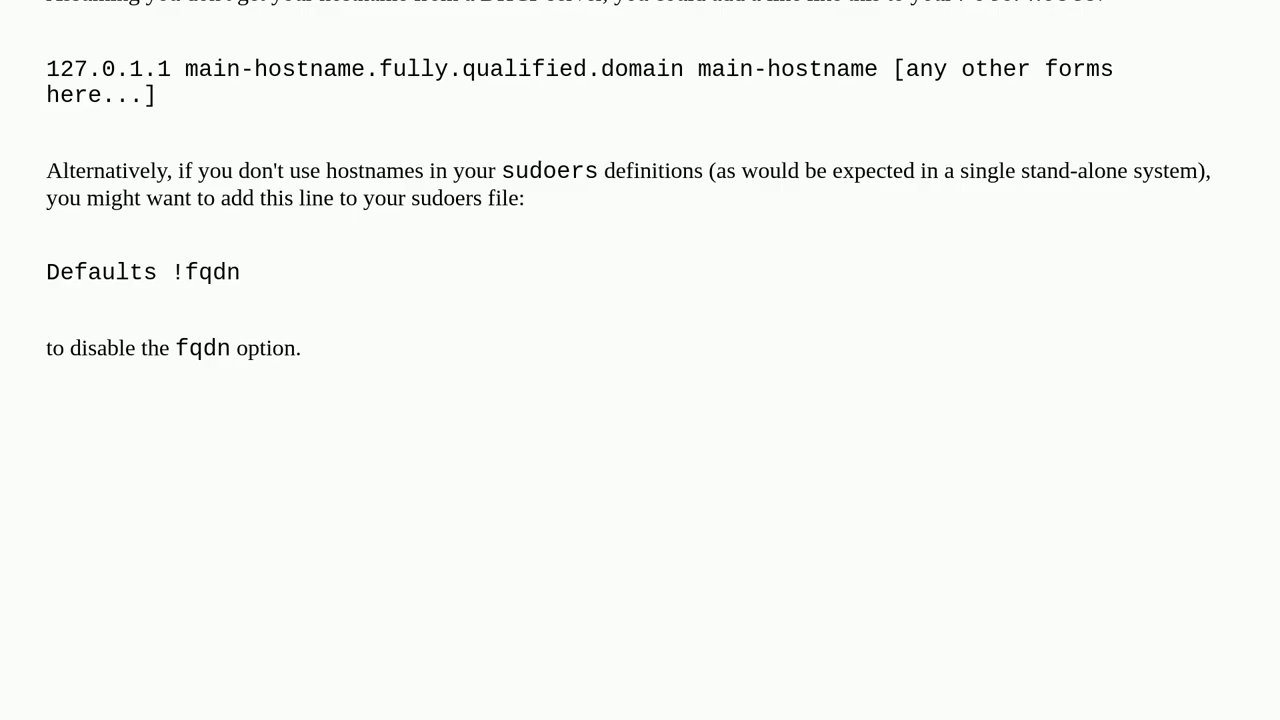 127.0.1.1 main-hostname.fully.qualified.domain main-hostname [any other forms
here...]
Alternatively, if you don't use hostnames in your sudoers definitions (as would be expected in a single stand-alone system),
you might want to add this line to your sudoers file:
Defaults !fqdn
to disable the fqdn option.